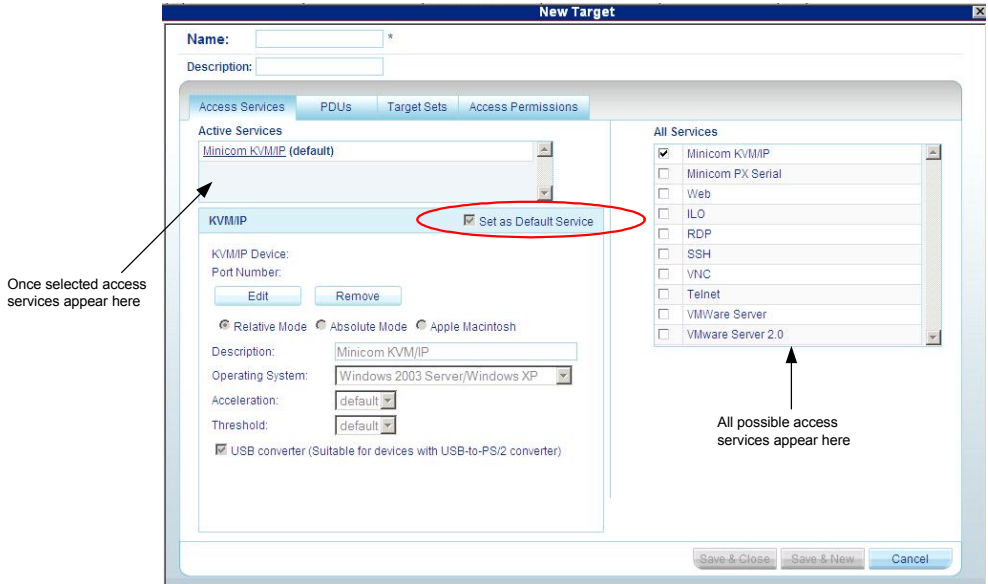 New Target
Name: *
Description:
Access Services PDUs Target Sets Access Permissions
Active Services
Minicom KVM/IP (default)
KVM/IP Set as Default Service
KVM/IP Device:
Port Number:
Edit Remove
Relative Mode Absolute Mode Apple Macintosh
Description: Minicom KVM/IP
Operating System: Windows 2003 Server/Windows XP
Acceleration: default
Threshold: default
USB converter (Suitable for devices with USB-to-PS/2 converter)
All Services
Minicom KVM/IP
Minicom PX Serial
Web
ILO
RDP
SSH
VNC
Telnet
VMWare Server
VMware Server 2.0
Once selected access
services appear here
All possible access
services appear here
Save & Close Save & New Cancel